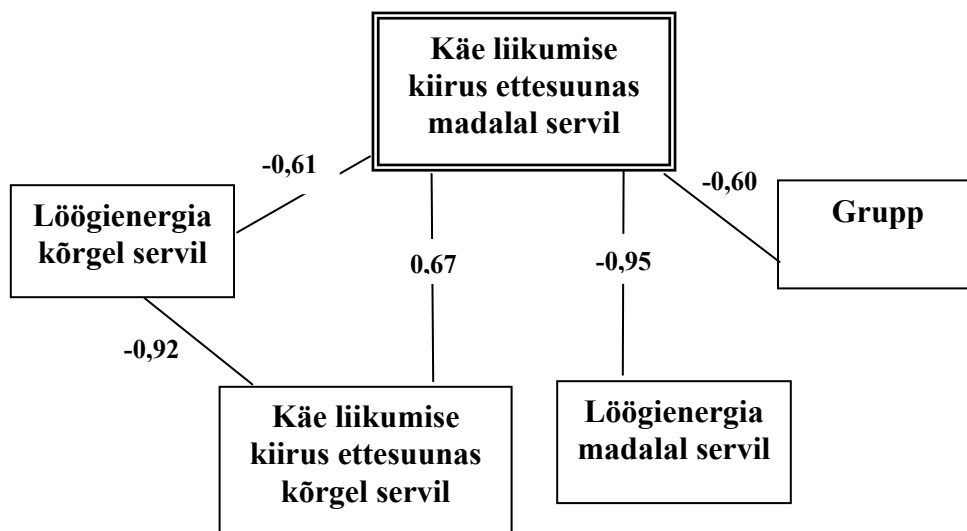 Käe liikumise
kiirus ettesuunas
madalal servil
-0,61
-0,60
Löögienergia
kõrgel servil
Grupp
0,67
-0,95
-0,92
Käe liikumise
kiirus ettesuunas
kõrgel servil
Löögienergia
madalal servil